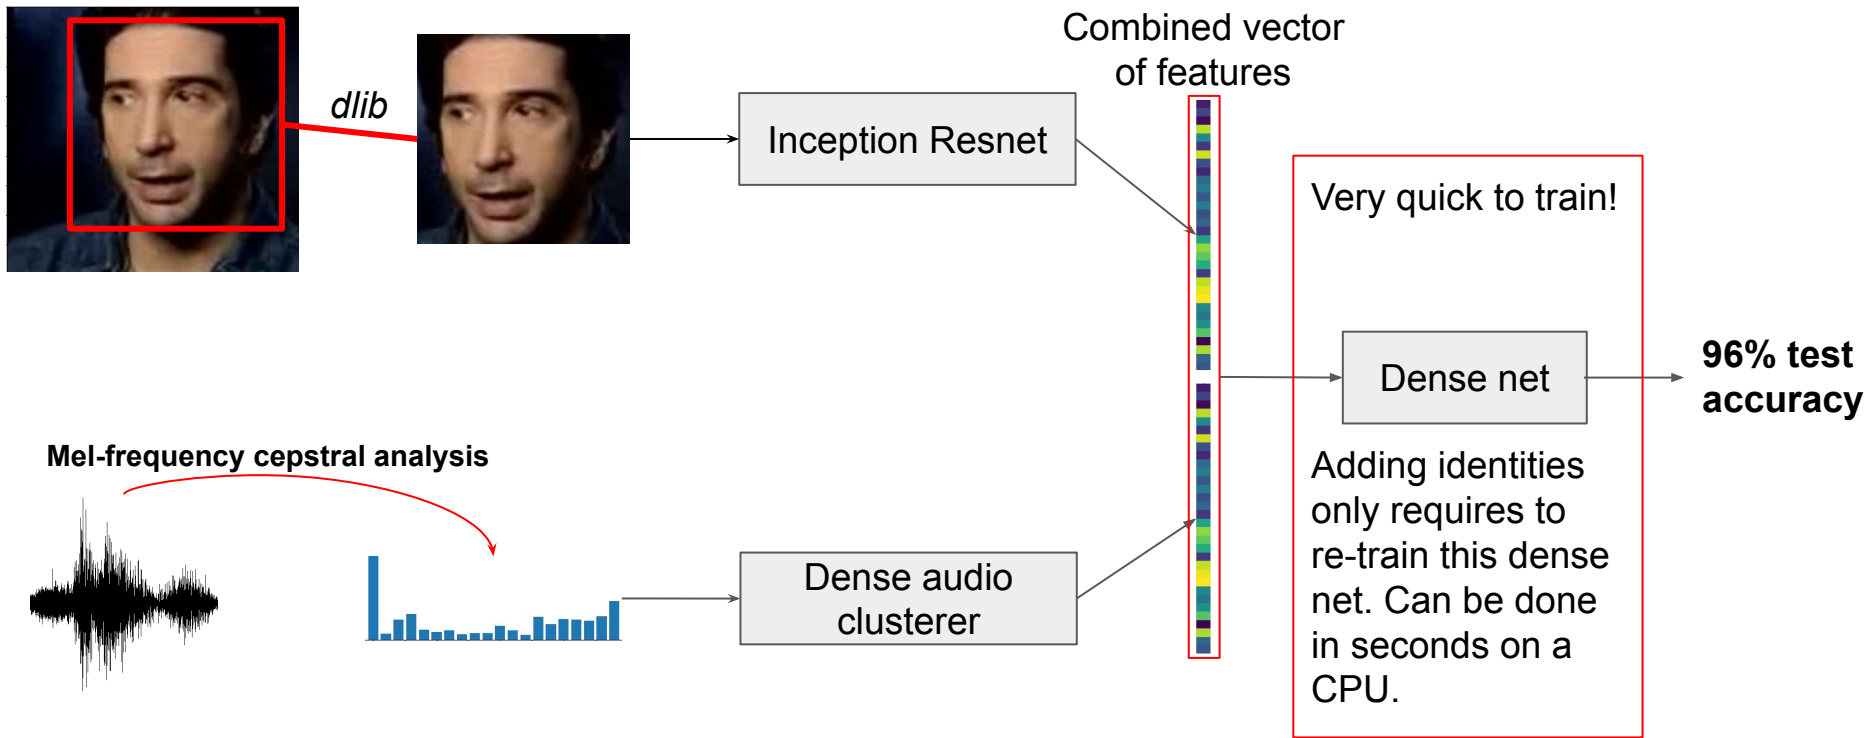 Combined vector
of features
dlib
Inception Resnet
Very quick to train!
Dense net
96% test
accuracy
Mel-frequency cepstral analysis
Dense audio
clusterer
Adding identities
only requires to
re-train this dense
net. Can be done
in seconds on a
CPU.